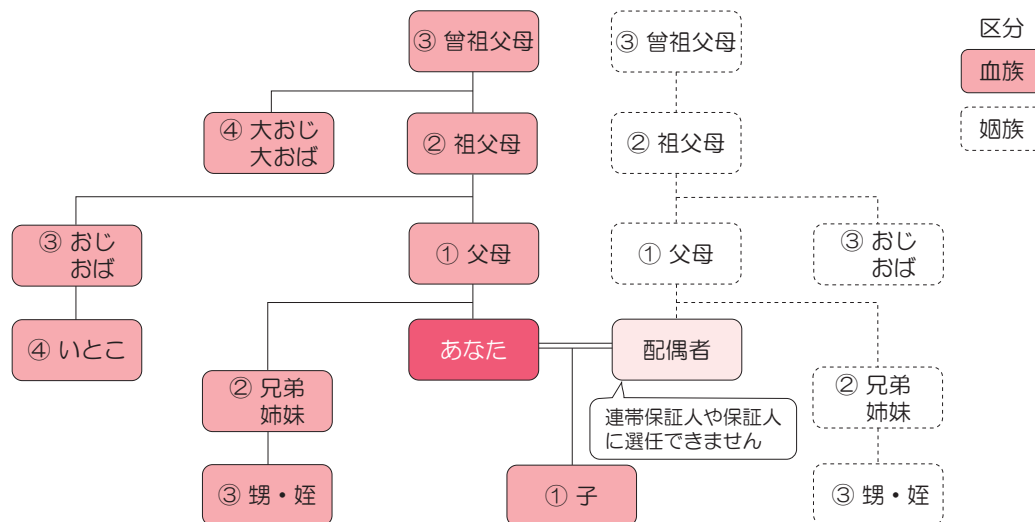 ③ 曾祖父母
③ 曾祖父母
区分
血族
姻族
④ 大おじ
大おば
② 祖父母
② 祖父母
③ おじ
おば
① 父母
① 父母
③ おじ
おば
④ いとこ
あなた
配偶者
② 兄弟
姉妹
連帯保証人や保証人
に選任できません
② 兄弟
姉妹
③ 甥・姪
① 子
③ 甥・姪